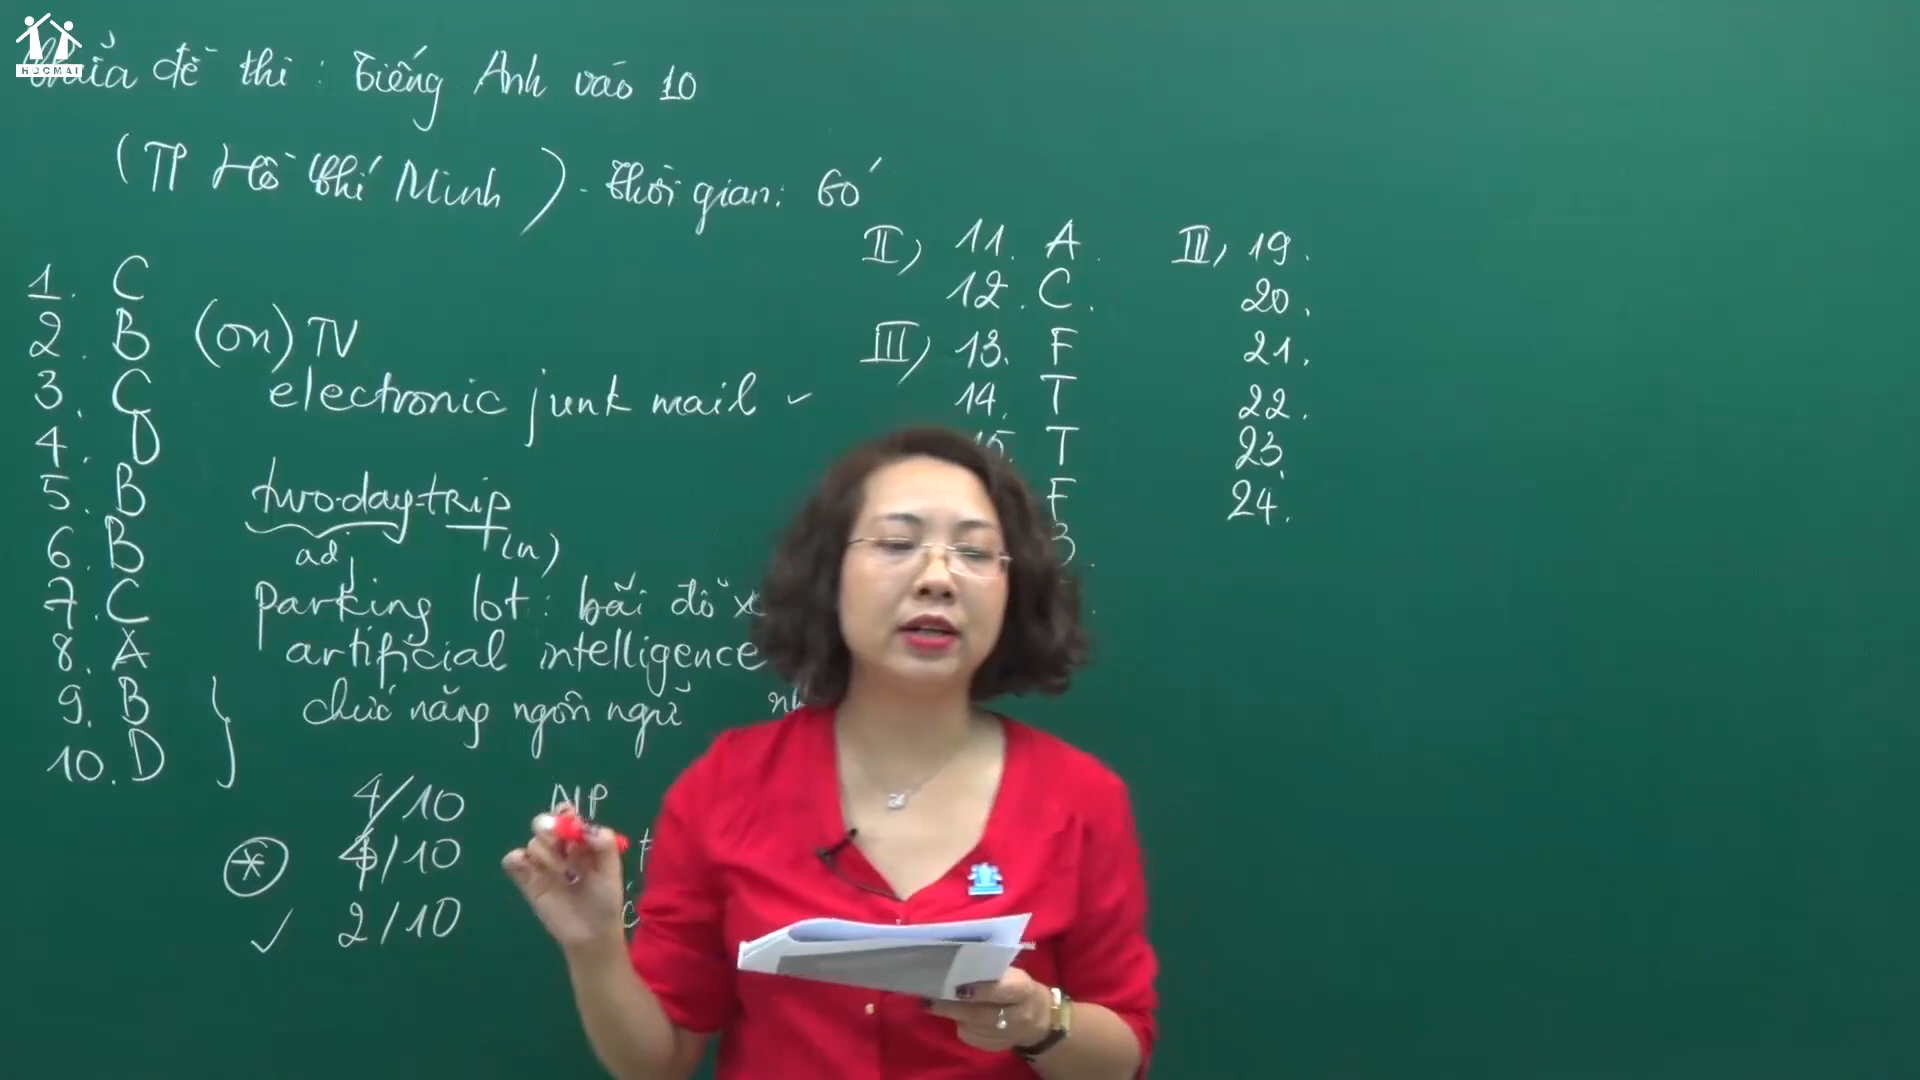 HOCMAI
Chữa đề thi : Tiếng Anh vào 10
(TP Hồ Chí Minh) - Thời gian: 60'
1. C
2. B (on) TV
3. C electronic junk mail ✓
4. D
5. B two-day-trip
adj (n)
6. B
7. C parking lot : bãi đỗ xe
8. A artificial intelligence
9. B } chức năng ngôn ngữ
10. D
4/10 NP
* /10
✓ 2/10
II) 11. A.
12. C.
III) 13. F
14. T
15. T
F
III) 19.
20.
21.
22.
23.
24.